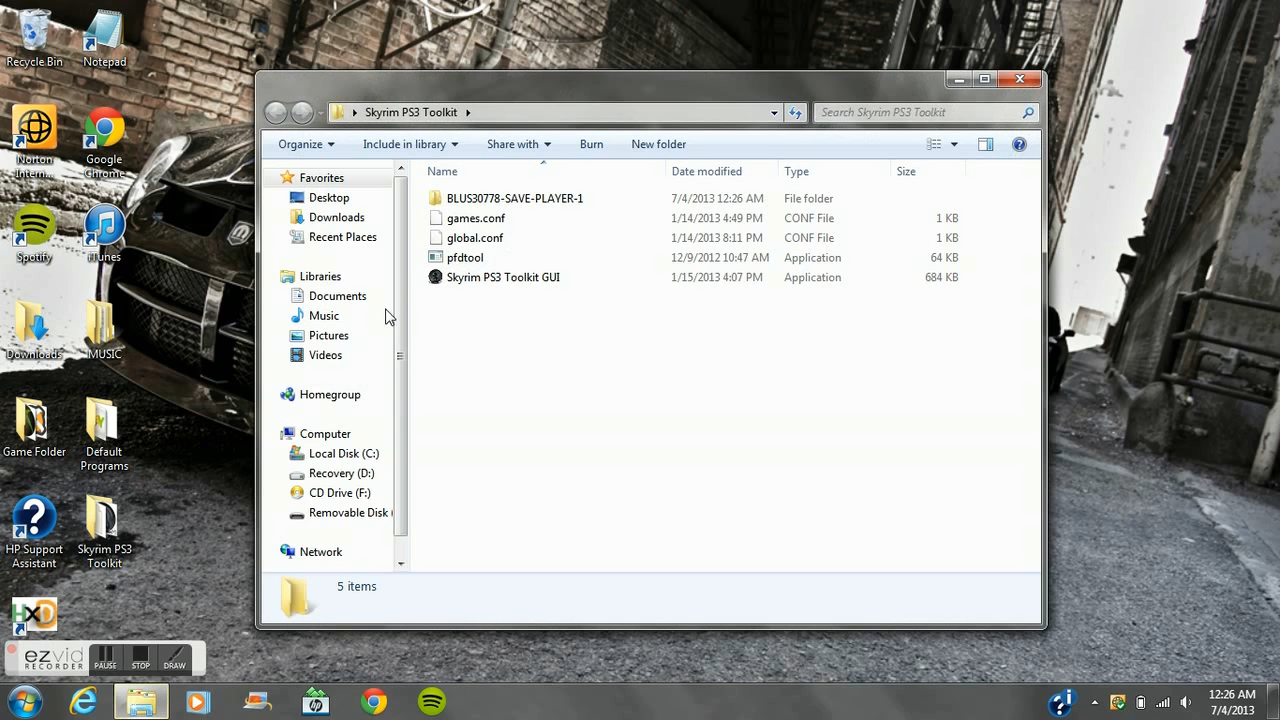 Recycle Bin
Notepad
Norton Intern...
Google Chrome
Spotify
iTunes
Downloads
MUSIC
Game Folder
Default Programs
HP Support Assistant
Skyrim PS3 Toolkit
HxD
ezvid
RECORDER
PAUSE
STOP
DRAW
Skyrim PS3 Toolkit
Search Skyrim PS3 Toolkit
Organize Include in library Share with Burn New folder
Favorites
Desktop
Downloads
Recent Places
Libraries
Documents
Music
Pictures
Videos
Homegroup
Computer
Local Disk (C:)
Recovery (D:)
CD Drive (F:)
Removable Disk (
Network
Name Date modified Type Size
BLUS30778-SAVE-PLAYER-1 7/4/2013 12:26 AM File folder
games.conf 1/14/2013 4:49 PM CONF File 1 KB
global.conf 1/14/2013 8:11 PM CONF File 1 KB
pfdtool 12/9/2012 10:47 AM Application 64 KB
Skyrim PS3 Toolkit GUI 1/15/2013 4:07 PM Application 684 KB
5 items
12:26 AM
7/4/2013